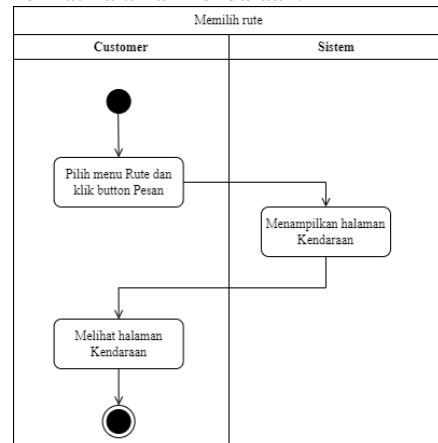 Memilih rute
Customer
Sistem
Pilih menu Rute dan
klik button Pesan
Menampilkan halaman
Kendaraan
Melihat halaman
Kendaraan